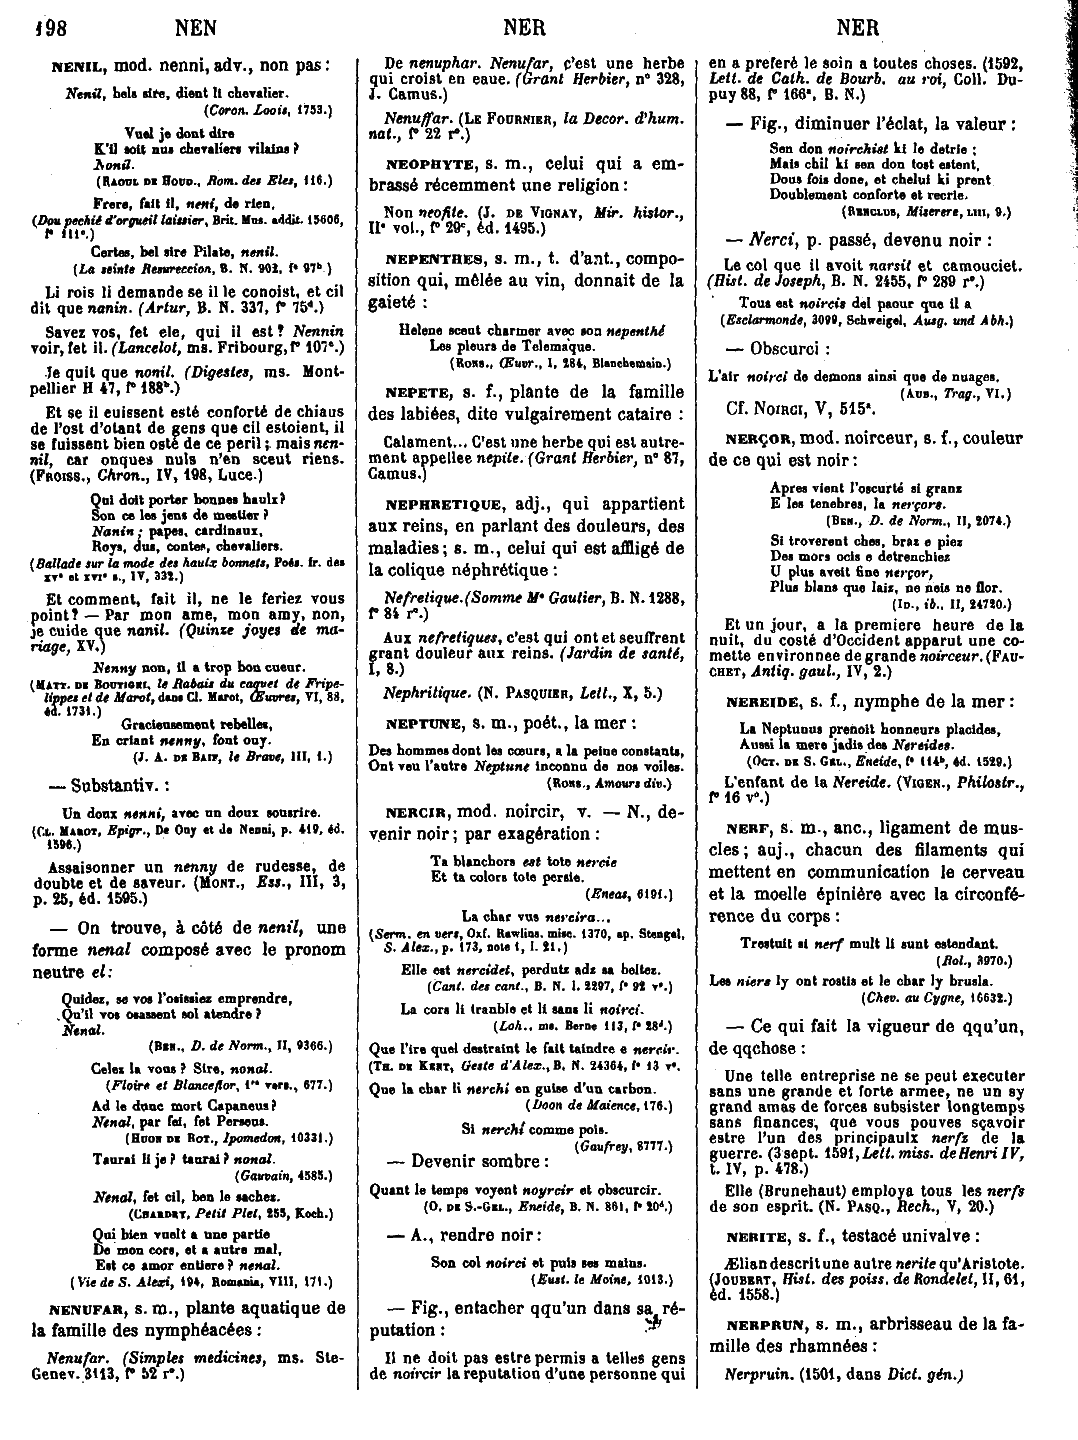 198 NEN NER NER
NENIL, mod. nenni, adv., non pas :
Nenil, bels sire, dient li chevalier.
(Coron. Loois, 1753.)
Vuel je dont dire
K'il soit nus chevaliers vilains ?
Nonil.
(RAOUL DE HOUD., Rom. des Eles, 116.)
Frere, fait il, neni, de rien.
(Dou pechié d'orgueil laissier, Brit. Mus. addit. 15606,
f° 111ᵃ.)
Certes, bel sire Pilate, nenil.
(La seinte Resureccion, B. N. 902, f° 97ᵇ.)
Li rois li demande se il le conoist, et cil
dit que nanin. (Artur, B. N. 337, f° 75ᵈ.)
Savez vos, fet ele, qui il est ? Nennin
voir, fet il. (Lancelot, ms. Fribourg, f° 107ᵃ.)
Je quit que nonil. (Digestes, ms. Mont-
pellier H 47, f° 188ᵇ.)
Et se il euissent esté conforté de chiaus
de l'ost d'otant de gens que cil estoient, il
se fuissent bien osté de ce peril ; mais nen-
nil, car onques nuls n'en sceut riens.
(FROISS., Chron., IV, 198, Luce.)
Qui doit porter bonnes haulx ?
Son ce les jens de mestier ?
Nanin ; papes, cardinaux,
Roys, dus, contes, chevaliers.
(Ballade sur la mode des haulx bonnets, Poés. fr. des
XVᵉ et XVIᵉ s., IV, 332.)
Et comment, fait il, ne le feriez vous
point ? — Par mon ame, mon amy, non,
je cuide que nanil. (Quinze joyes de ma-
riage, XV.)
Nenny non, il a trop bon cueur.
(MATT. DE BOUTIGNI, le Rabais du caquet de Fripe-
lippes et de Marot, dans Cl. Marot, Œuvres, VI, 88,
éd. 1731.)
Gracieusement rebelles,
En criant nenny, font ouy.
(J. A. DE BAIF, le Brave, III, 1.)
— Substantiv. :
Un doux nenni, avec un doux sourire.
(CL. MAROT, Epigr., De Ouy et de Nenni, p. 419, éd.
1596.)
Assaisonner un nenny de rudesse, de
doubte et de saveur. (MONT., Ess., III, 3,
p. 25, éd. 1595.)
— On trouve, à côté de nenil, une
forme nenal composé avec le pronom
neutre el :
Quidez, se vos l'osissiez emprendre,
Qu'il vos osassent sol atendre ?
Nenal.
(BEN., D. de Norm., II, 9366.)
Celez la vous ? Sire, nonal.
(Floire et Blanceflor, 1ʳᵉ vers., 677.)
Ad le dunc mort Capaneus ?
Nenal, par fei, fet Perseus.
(HUON DE ROT., Ipomedon, 10331.)
Taurai li je ? taurai ? nonal.
(Gauvain, 4585.)
Nenal, fet cil, ben le sachez.
(CHARDRY, Petit Plet, 255, Koch.)
Qui bien vuelt a une partie
De mon cors, et a autre mal,
Est ce amor entiere ? nenal.
(Vie de S. Alexi, 194, Romania, VIII, 171.)
NENUFAR, s. m., plante aquatique de
la famille des nymphéacées :
Nenufar. (Simples medicines, ms. Ste-
Genev. 3113, f° 52 r°.)
De nenuphar. Nenufar, c'est une herbe
qui croist en eaue. (Grant Herbier, n° 328,
J. Camus.)
Nenuffar. (LE FOURNIER, la Decor. d'hum.
nat., f° 22 r°.)
NEOPHYTE, s. m., celui qui a em-
brassé récemment une religion :
Non neofite. (J. DE VIGNAY, Mir. histor.,
IIᵉ vol., f° 29ᶜ, éd. 1495.)
NEPENTHES, s. m., t. d'ant., compo-
sition qui, mêlée au vin, donnait de la
gaieté :
Helene sceut charmer avec son nepenthé
Les pleurs de Telemaque.
(RONS., Œuvr., I, 284, Blanchemain.)
NEPETE, s. f., plante de la famille
des labiées, dite vulgairement cataire :
Calament... C'est une herbe qui est autre-
ment appellee nepite. (Grant Herbier, n° 87,
Camus.)
NEPHRETIQUE, adj., qui appartient
aux reins, en parlant des douleurs, des
maladies ; s. m., celui qui est affligé de
la colique néphrétique :
Nefretique. (Somme Mᵉ Gautier, B. N. 1288,
f° 84 r°.)
Aux nefretiques, c'est qui ont et seuffrent
grant douleur aux reins. (Jardin de santé,
I, 8.)
Nephritique. (N. PASQUIER, Lett., X, 5.)
NEPTUNE, s. m., poét., la mer :
Des hommes dont les cœurs, a la peine constants,
Ont veu l'autre Neptune inconnu de nos voiles.
(RONS., Amours div.)
NERCIR, mod. noircir, v. — N., de-
venir noir ; par exagération :
Ta blanchors est tote nercie
Et ta colors tote persie.
(Eneas, 6191.)
La char vus nercira...
(Serm. en vers, Oxf. Rawlins. misc. 1370, ap. Stengel,
S. Alex., p. 173, note 1, l. 21.)
Elle est nercidet, perdutz adz sa beltez.
(Cant. des cant., B. N. l. 2297, f° 92 v°.)
La cors li tranble et li sans li noirci.
(Loh., ms. Berne 113, f° 28ᵈ.)
Que l'ire quel destraint le fait taindre e nercir.
(TH. DE KENT, Geste d'Alex., B. N. 24364, f° 13 v°.
Que la char li nerchi en guise d'un carbon.
(Doon de Maience, 176.)
Si nerchi comme pois.
(Gaufrey, 8777.)
— Devenir sombre :
Quant le temps voyent noyrcir et obscurcir.
(O. DE S.-GEL., Eneide, B. N. 861, f° 20ᵈ.)
— A., rendre noir :
Son col noirci et puis ses mains.
(Eust. le Moine, 1013.)
— Fig., entacher qqu'un dans sa ré-
putation :
Il ne doit pas estre permis a telles gens
de noircir la reputation d'une personne qui
en a preferé le soin a toutes choses. (1592,
Lett. de Cath. de Bourb. au roi, Coll. Du-
puy 88, f° 166ᵃ, B. N.)
— Fig., diminuer l'éclat, la valeur :
Sen don noirchist ki le detrie ;
Mais chil ki sen don tost estent,
Dous fois done, et chelui ki prent
Doublement conforte et recrie.
(RENCLUS, Miserere, LIII, 9.)
— Nerci, p. passé, devenu noir :
Le col que il avoit narsit et camouciet.
(Hist. de Joseph, B. N. 2455, f° 289 r°.)
Tous est noircis del paour que il a
(Esclarmonde, 3099, Schweigel, Ausg. und Abh.)
— Obscurci :
L'air noirci de demons ainsi que de nuages.
(AUB., Trag., VI.)
Cf. NOIRCI, V, 515ᵃ.
NERÇOR, mod. noirceur, s. f., couleur
de ce qui est noir :
Apres vient l'oscurté si granz
E les tenebres, la nerçors.
(BEN., D. de Norm., II, 2074.)
Si troverent ches, braz e piez
Des mors ocis e detrenchiez
U plus aveit fine nerçor,
Plus blans que laiz, ne neis ne flor.
(ID., ib., II, 24720.)
Et un jour, a la premiere heure de la
nuit, du costé d'Occident apparut une co-
mette environnee de grande noirceur. (FAU-
CHET, Antiq. gaul., IV, 2.)
NEREIDE, s. f., nymphe de la mer :
La Neptunus prenoit honneurs placides,
Aussi la mere jadis des Nereides.
(OCT. DE S. GEL., Eneide, f° 114ᵇ, éd. 1529.)
L'enfant de la Nereide. (VIGEN., Philostr.,
f° 16 v°.)
NERF, s. m., anc., ligament de mus-
cles ; auj., chacun des filaments qui
mettent en communication le cerveau
et la moelle épinière avec la circonfé-
rence du corps :
Trestuit si nerf mult li sunt estendant.
(Rol., 3970.)
Les niers ly ont rostis et le char ly brusla.
(Chev. au Cygne, 16632.)
— Ce qui fait la vigueur de qqu'un,
de qqchose :
Une telle entreprise ne se peut executer
sans une grande et forte armee, ne un sy
grand amas de forces subsister longtemps
sans finances, que vous pouves sçavoir
estre l'un des principaulx nerfz de la
guerre. (3 sept. 1591, Lett. miss. de Henri IV,
t. IV, p. 478.)
Elle (Brunehaut) employa tous les nerfs
de son esprit. (N. PASQ., Rech., V, 20.)
NERITE, s. f., testacé univalve :
Ælian descrit une autre nerite qu'Aristote.
(JOUBERT, Hist. des poiss. de Rondelet, II, 61,
éd. 1558.)
NERPRUN, s. m., arbrisseau de la fa-
mille des rhamnées :
Nerpruin. (1501, dans Dict. gén.)